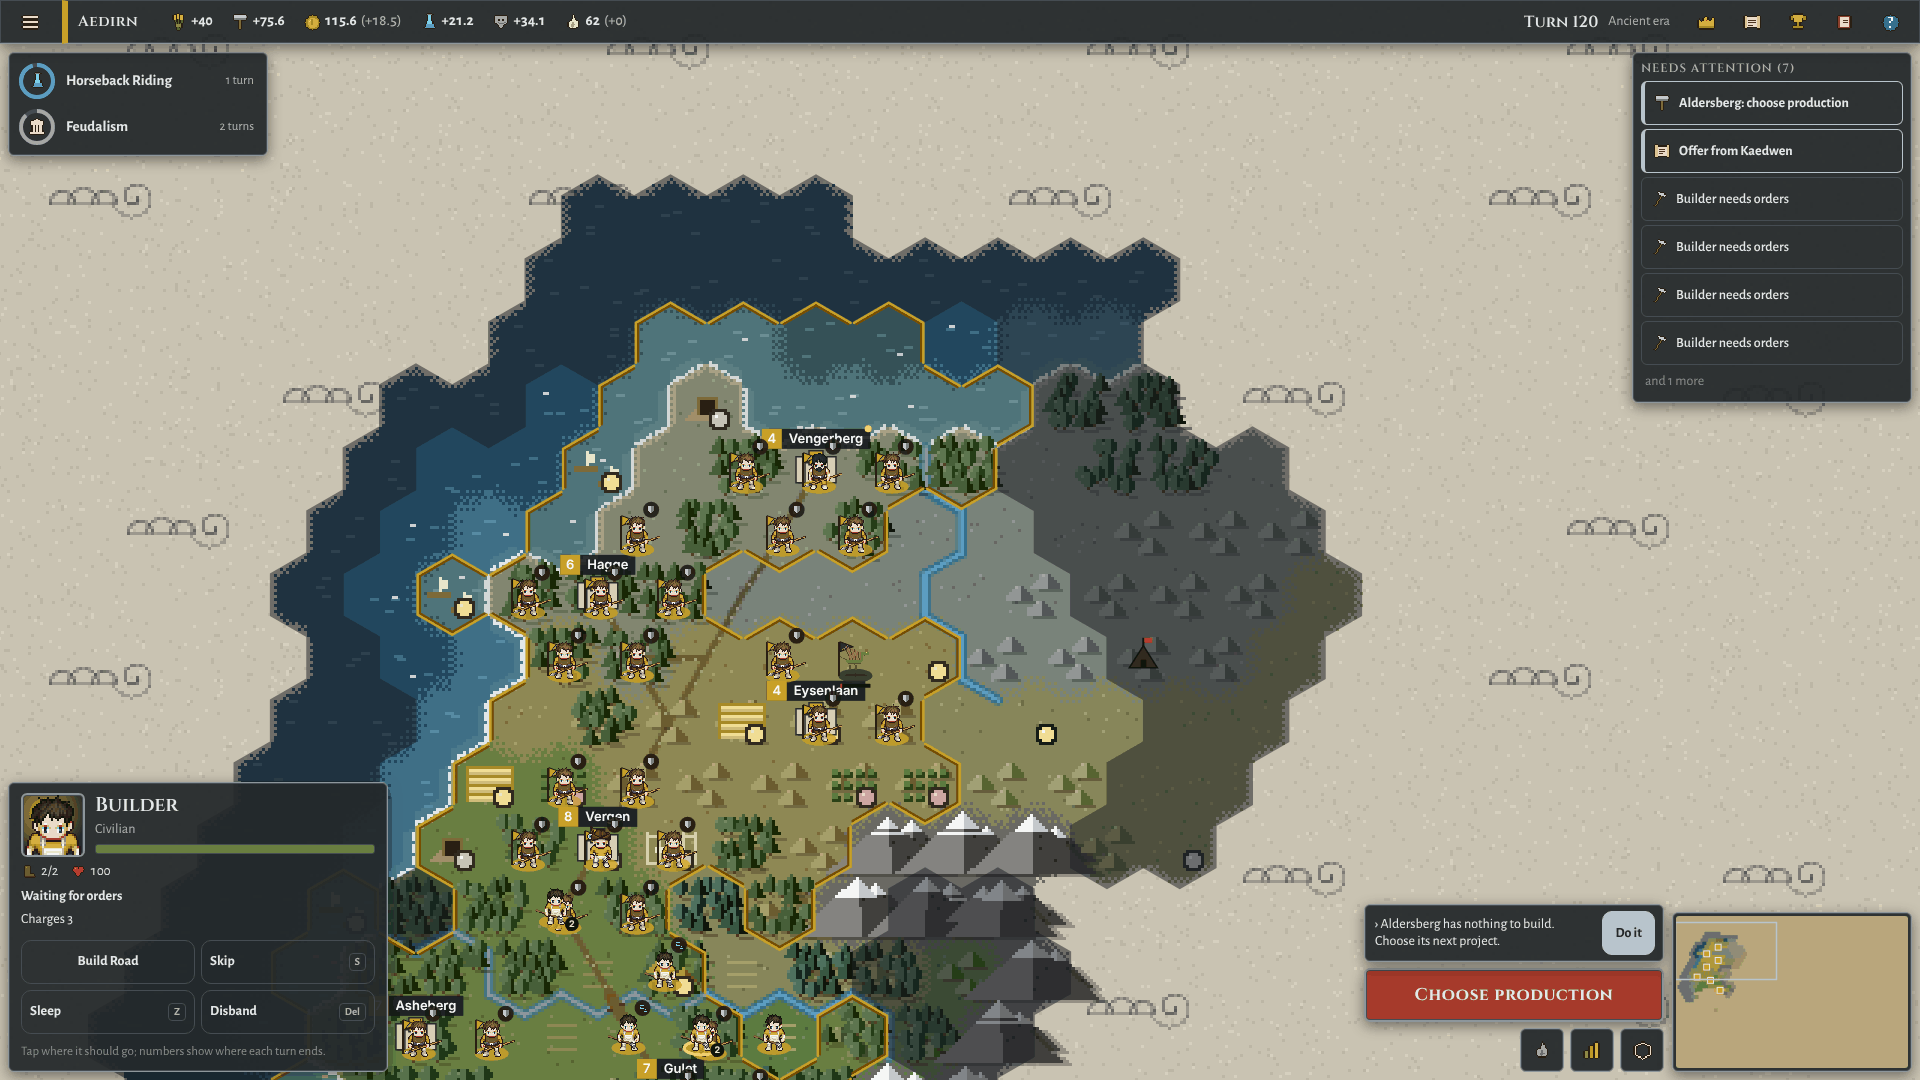 AEDIRN
+40
+75.6
115.6 (+18.5)
+21.2
+34.1
62 (+0)
TURN 120
Ancient era
?
Horseback Riding
1 turn
Feudalism
2 turns
NEEDS ATTENTION (7)
Aldersberg: choose production
Offer from Kaedwen
Builder needs orders
Builder needs orders
Builder needs orders
Builder needs orders
and 1 more
4 Vengerberg
6 Hagge
4 Eysenlaan
8 Vergen
2
Asheberg
2
7 Gulet
BUILDER
Civilian
2/2
100
Waiting for orders
Charges 3
Build Road
Skip S
Sleep Z
Disband Del
Tap where it should go; numbers show where each turn ends.
› Aldersberg has nothing to build.
Choose its next project.
Do it
CHOOSE PRODUCTION